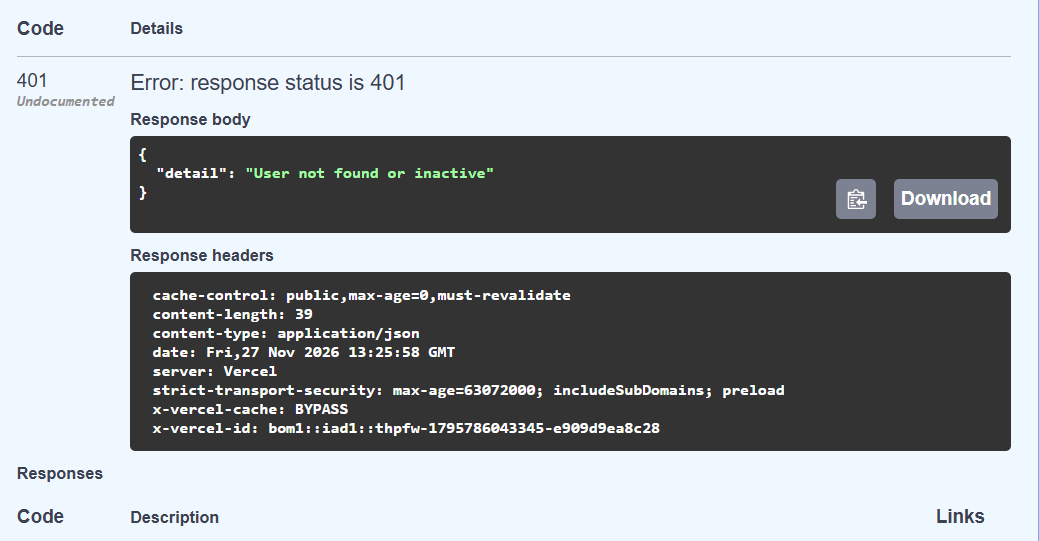 Code Details
401 Error: response status is 401
Undocumented
Response body
{
"detail": "User not found or inactive"
}
Download
Response headers
cache-control: public,max-age=0,must-revalidate
content-length: 39
content-type: application/json
date: Fri,27 Nov 2026 13:25:58 GMT
server: Vercel
strict-transport-security: max-age=63072000; includeSubDomains; preload
x-vercel-cache: BYPASS
x-vercel-id: bom1::iad1::thpfw-1795786043345-e909d9ea8c28
Responses
Code Description Links